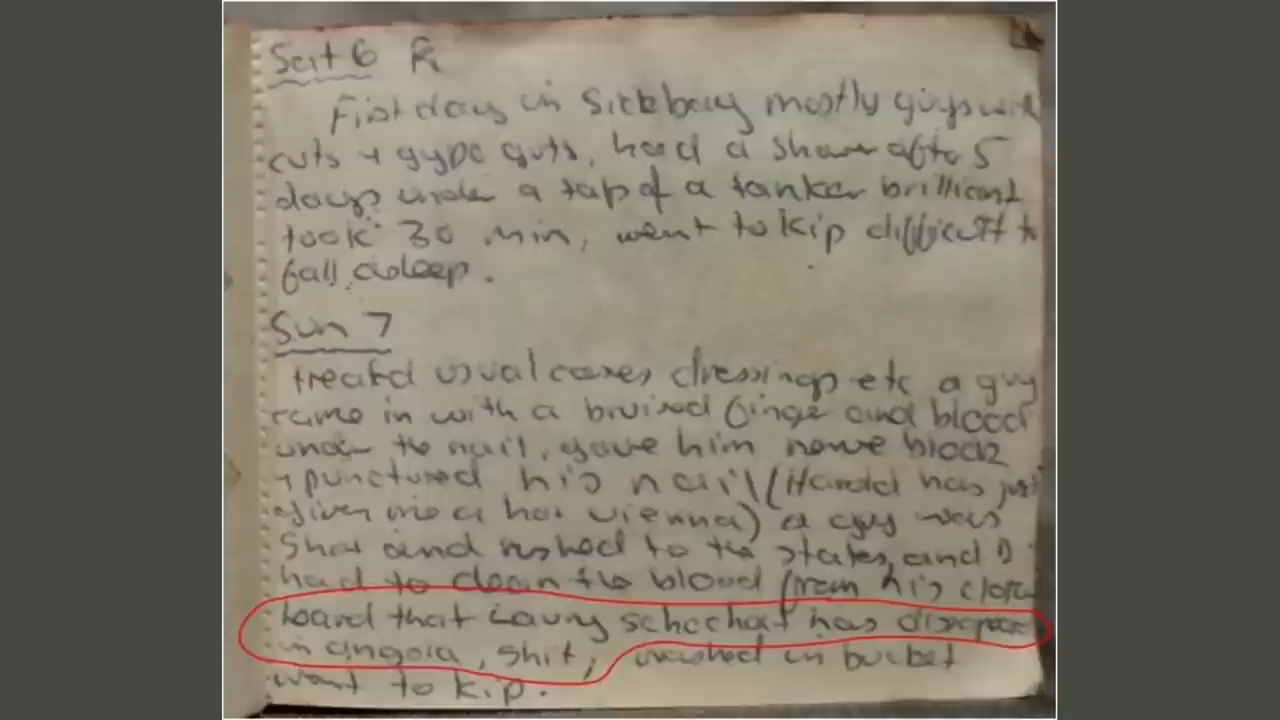 Sat 6
First day in Sickbay mostly guys with
cuts + gypo guts, had a shower after 5
days under a tap of a tanker brilliant
took 30 min, went to kip difficult to
fall asleep.
Sun 7
treated usual cases dressings etc a guy
came in with a bruised finger and blood
under the nail, gave him nerve block
+ punctured his nail (Harold has just
given me a hot vienna) a guy was
Shot and rushed to the states, and I
had to clean the blood from his clothes
heard that Laury schochat has disappeared
in angola, shit, washed in bucket
went to kip.